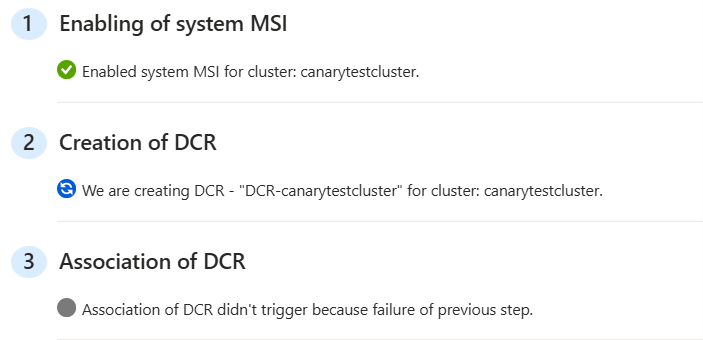 1 Enabling of system MSI
Enabled system MSI for cluster: canarytestcluster.
2 Creation of DCR
We are creating DCR - "DCR-canarytestcluster" for cluster: canarytestcluster.
3 Association of DCR
Association of DCR didn't trigger because failure of previous step.